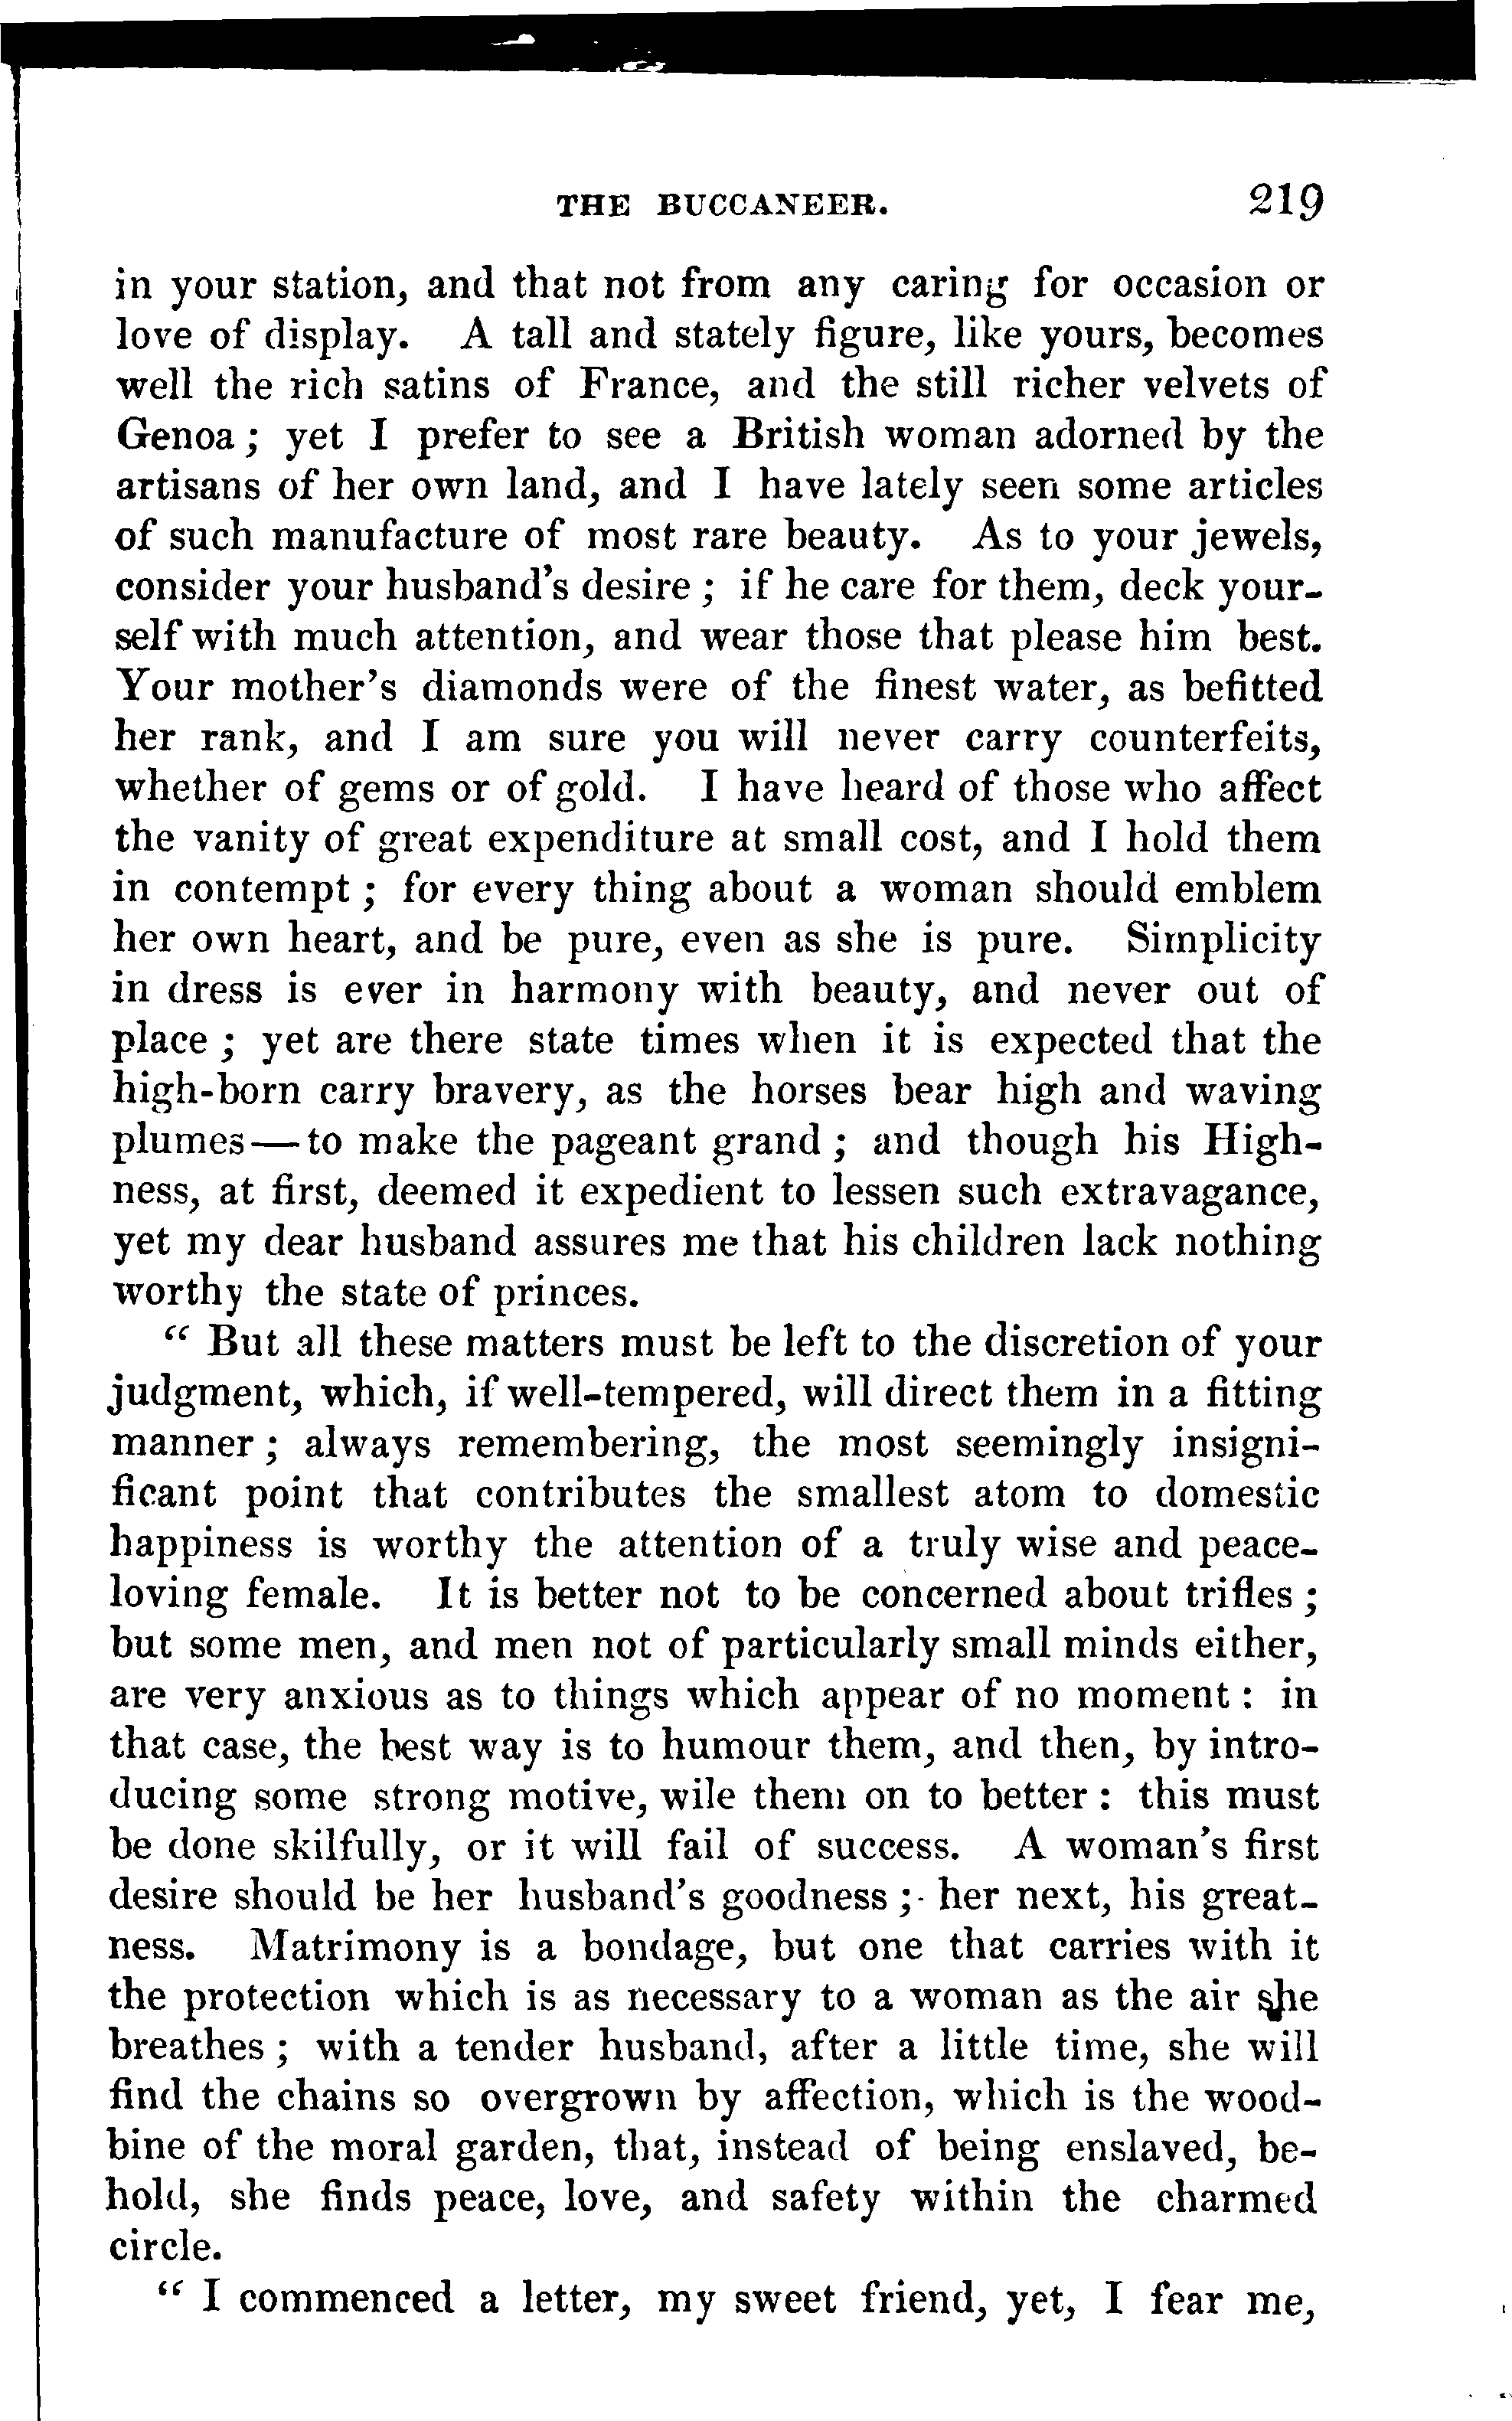 THE BUCCANEER. 219
in your station, and that not from any caring for occasion or
love of display. A tall and stately figure, like yours, becomes
well the rich satins of France, and the still richer velvets of
Genoa ; yet I prefer to see a British woman adorned by the
artisans of her own land, and I have lately seen some articles
of such manufacture of most rare beauty. As to your jewels,
consider your husband's desire ; if he care for them, deck your-
self with much attention, and wear those that please him best.
Your mother's diamonds were of the finest water, as befitted
her rank, and I am sure you will never carry counterfeits,
whether of gems or of gold. I have heard of those who affect
the vanity of great expenditure at small cost, and I hold them
in contempt ; for every thing about a woman should emblem
her own heart, and be pure, even as she is pure. Simplicity
in dress is ever in harmony with beauty, and never out of
place ; yet are there state times when it is expected that the
high-born carry bravery, as the horses bear high and waving
plumes—to make the pageant grand ; and though his High-
ness, at first, deemed it expedient to lessen such extravagance,
yet my dear husband assures me that his children lack nothing
worthy the state of princes.
“ But all these matters must be left to the discretion of your
judgment, which, if well-tempered, will direct them in a fitting
manner ; always remembering, the most seemingly insigni-
ficant point that contributes the smallest atom to domestic
happiness is worthy the attention of a truly wise and peace-
loving female. It is better not to be concerned about trifles ;
but some men, and men not of particularly small minds either,
are very anxious as to things which appear of no moment : in
that case, the best way is to humour them, and then, by intro-
ducing some strong motive, wile them on to better : this must
be done skilfully, or it will fail of success. A woman's first
desire should be her husband's goodness ; her next, his great-
ness. Matrimony is a bondage, but one that carries with it
the protection which is as necessary to a woman as the air she
breathes ; with a tender husband, after a little time, she will
find the chains so overgrown by affection, which is the wood-
bine of the moral garden, that, instead of being enslaved, be-
hold, she finds peace, love, and safety within the charmed
circle.
“ I commenced a letter, my sweet friend, yet, I fear me,